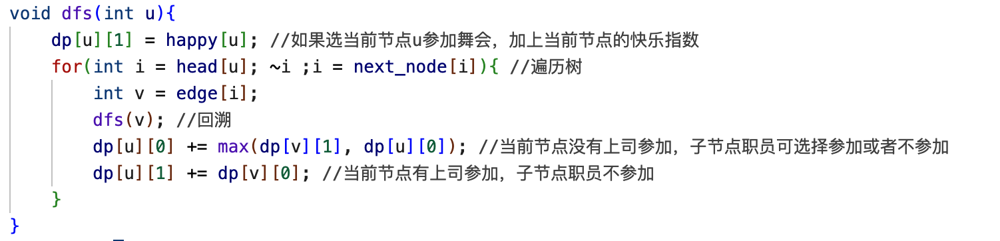 void dfs(int u){
dp[u][1] = happy[u]; //如果选当前节点u参加舞会，加上当前节点的快乐指数
for(int i = head[u]; ~i ;i = next_node[i]){ //遍历树
int v = edge[i];
dfs(v); //回溯
dp[u][0] += max(dp[v][1], dp[u][0]); //当前节点没有上司参加，子节点职员可选择参加或者不参加
dp[u][1] += dp[v][0]; //当前节点有上司参加，子节点职员不参加
}
}